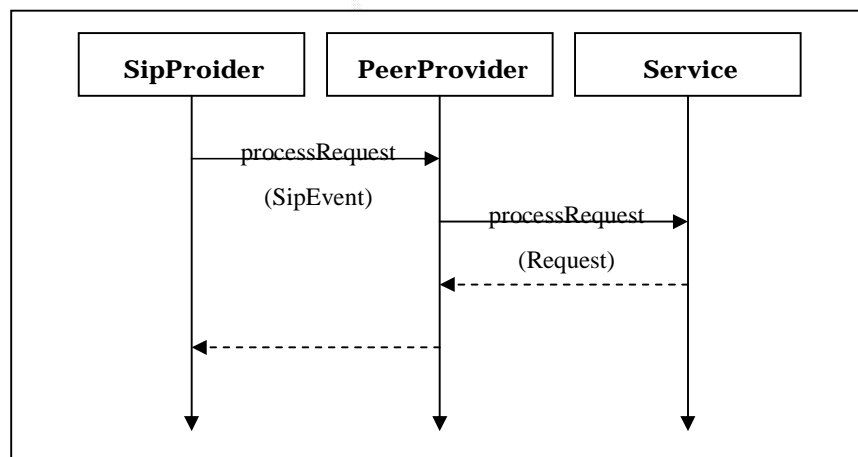 SipProider PeerProvider Service
processRequest
(SipEvent)
processRequest
(Request)